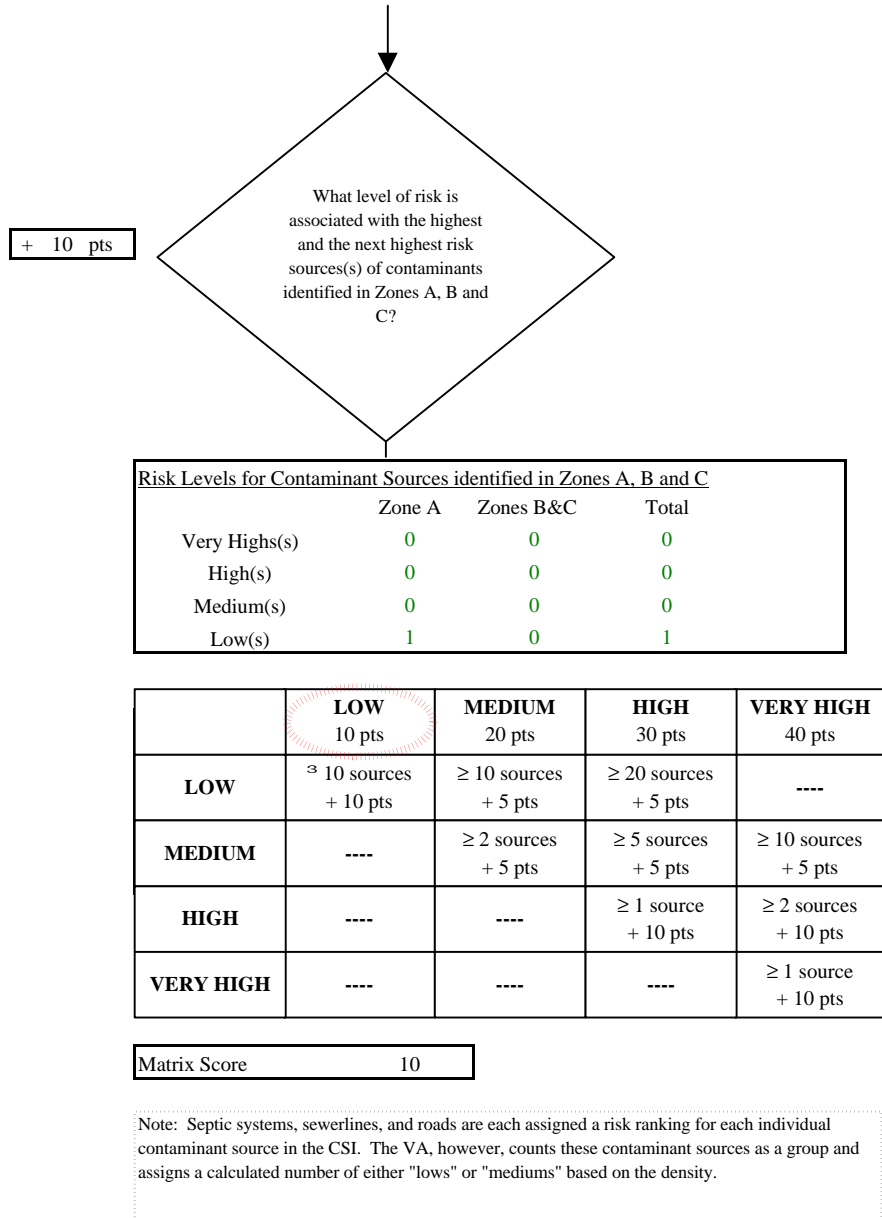 What level of risk is
associated with the highest
and the next highest risk
sources(s) of contaminants
identified in Zones A, B and
C?
+ 10 pts
Risk Levels for Contaminant Sources identified in Zones A, B and C
Zone A Zones B&C Total
Very Highs(s) 0 0 0
High(s) 0 0 0
Medium(s) 0 0 0
Low(s) 1 0 1
LOW MEDIUM HIGH VERY HIGH
10 pts 20 pts 30 pts 40 pts
LOW ³ 10 sources ≥ 10 sources ≥ 20 sources ----
+ 10 pts + 5 pts + 5 pts
MEDIUM ---- ≥ 2 sources ≥ 5 sources ≥ 10 sources
+ 5 pts + 5 pts + 5 pts
HIGH ---- ---- ≥ 1 source ≥ 2 sources
+ 10 pts + 10 pts
VERY HIGH ---- ---- ---- ≥ 1 source
+ 10 pts
Matrix Score 10
Note: Septic systems, sewerlines, and roads are each assigned a risk ranking for each individual
contaminant source in the CSI. The VA, however, counts these contaminant sources as a group and
assigns a calculated number of either "lows" or "mediums" based on the density.